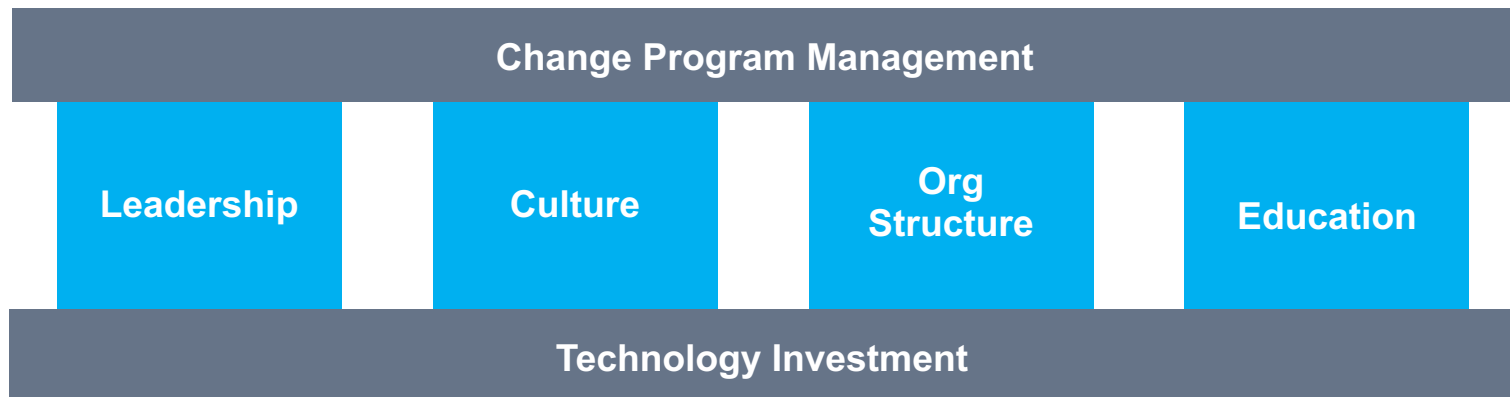 Change Program Management
Leadership
Culture
Org
Structure
Education
Technology Investment